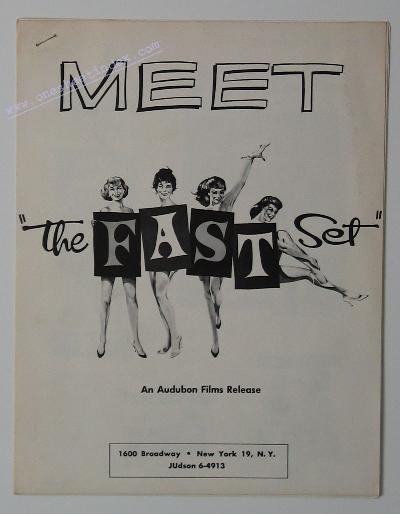 MEET
"the FAST Set"
An Audubon Films Release
1600 Broadway • New York 19, N. Y.
JUdson 6-4913